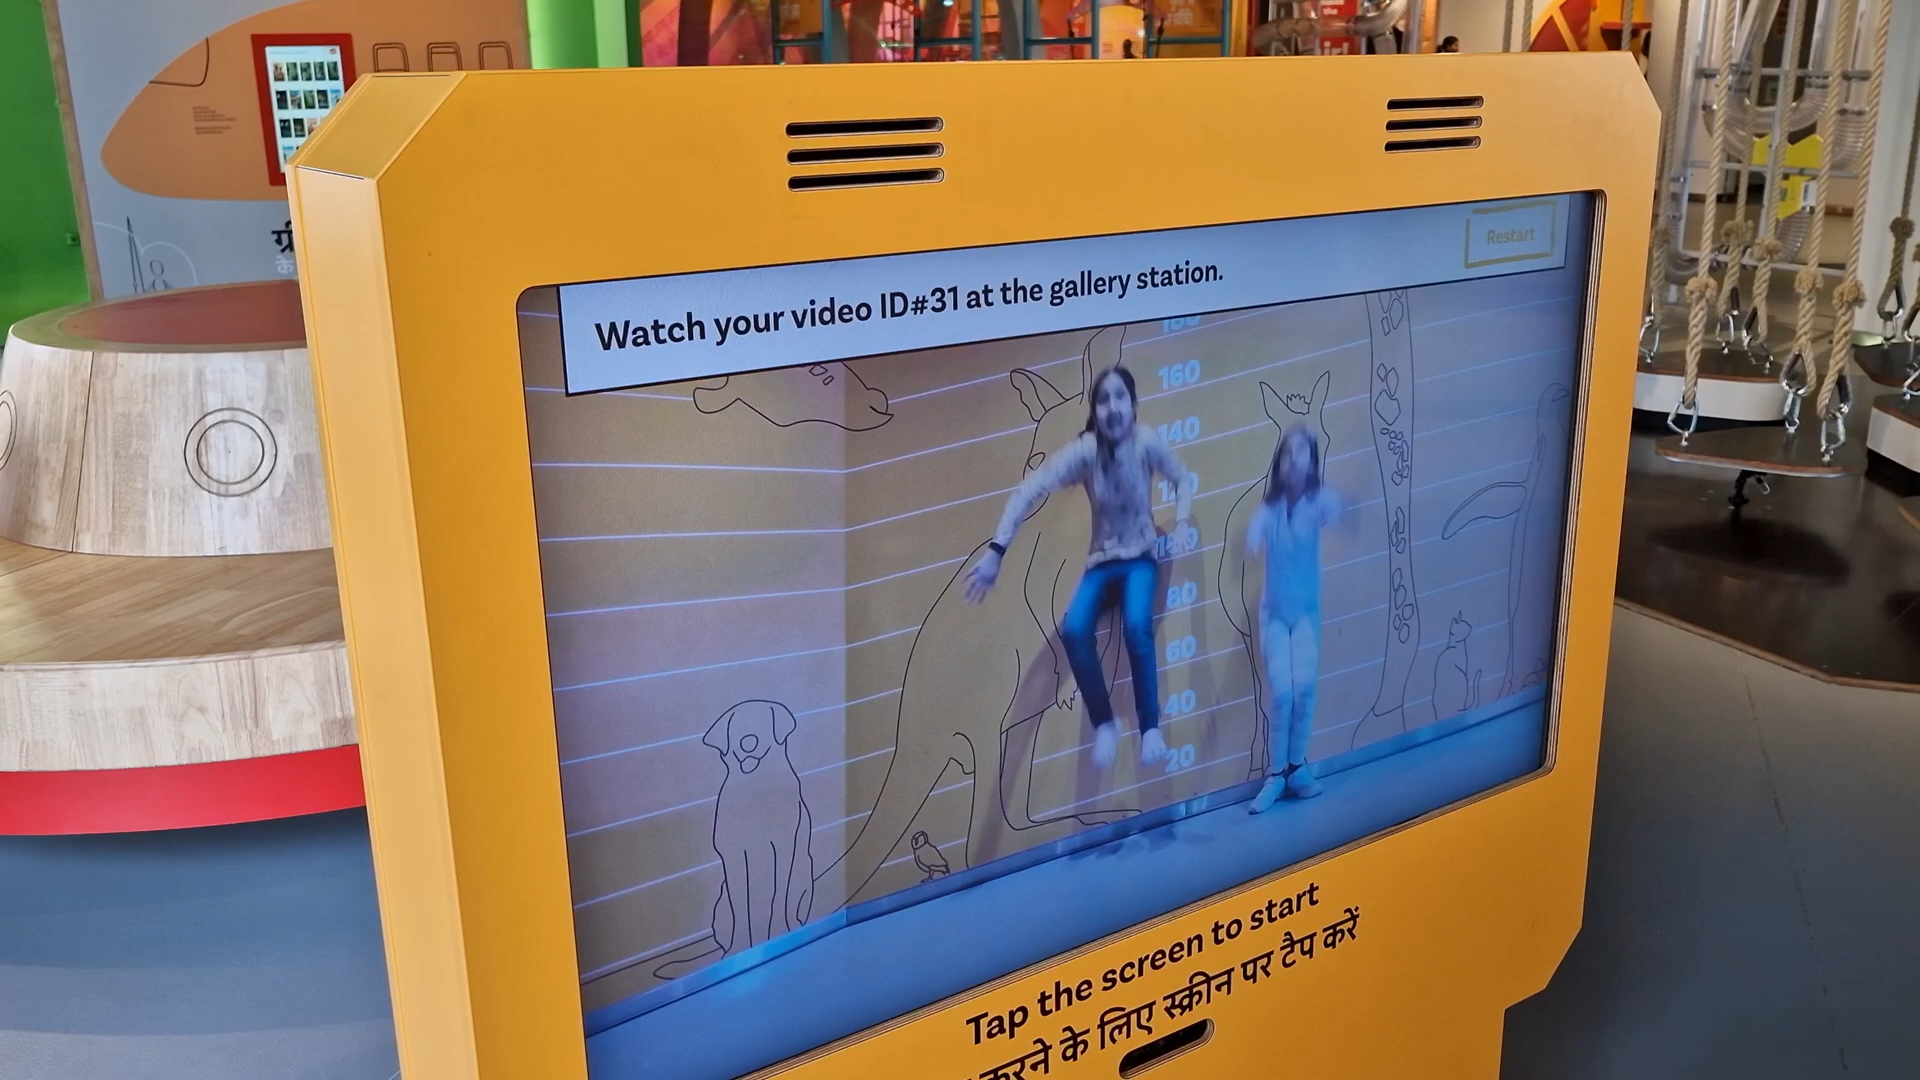 Restart
Watch your video ID#31 at the gallery station.
160
140
80
60
40
20
Tap the screen to start
करने के लिए स्क्रीन पर टैप करें